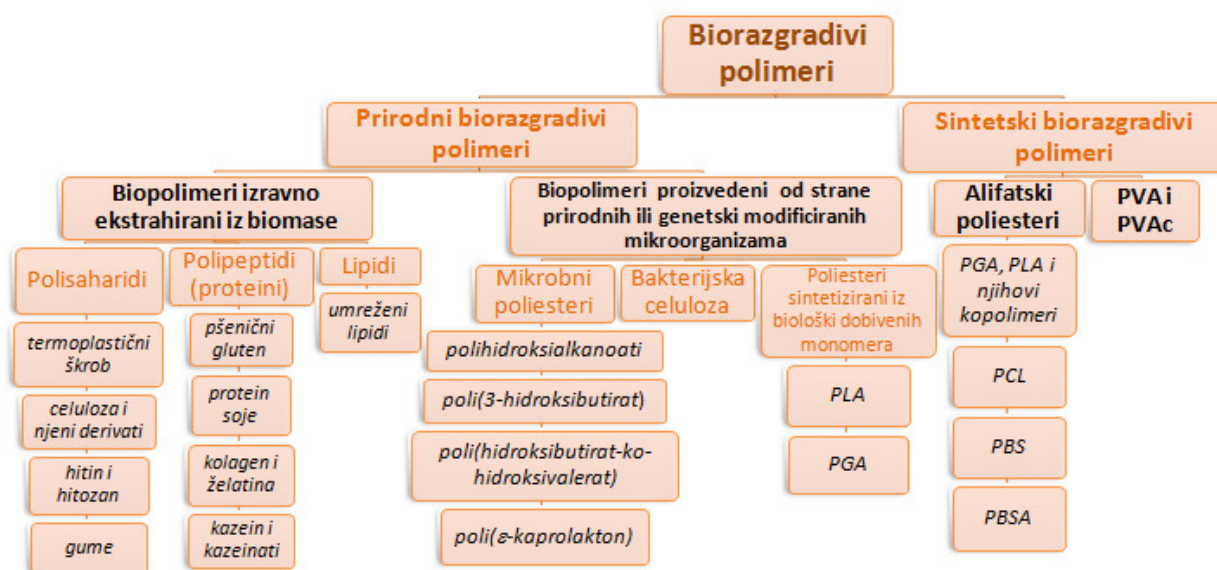 Biorazgradivi
polimeri
Prirodni biorazgradivi
polimeri
Sintetski biorazgradivi
polimeri
Biopolimeri izravno
ekstrahirani iz biomase
Biopolimeri proizvedeni od strane
prirodnih ili genetski modificiranih
mikroorganizama
Alifatski
poliesteri
PVA i
PVAc
Polisaharidi
termoplastični
škrob
celuloza i
njeni derivati
hitin i
hitozan
gume
Polipeptidi
(proteini)
pšenični
gluten
protein
soje
kolagen i
želatina
kazein i
kazeinati
Lipidi
umreženi
lipidi
Mikrobni
poliesteri
polihidroksialkanoati
poli(3-hidroksibutirat)
poli(hidroksibutirat-ko-
hidroksivalerat)
poli(ε-kaprolakton)
Bakterijska
celuloza
Poliesteri
sintetizirani iz
biološki dobivenih
monomera
PLA
PGA
PGA, PLA i
njihovi
kopolimeri
PCL
PBS
PBSA